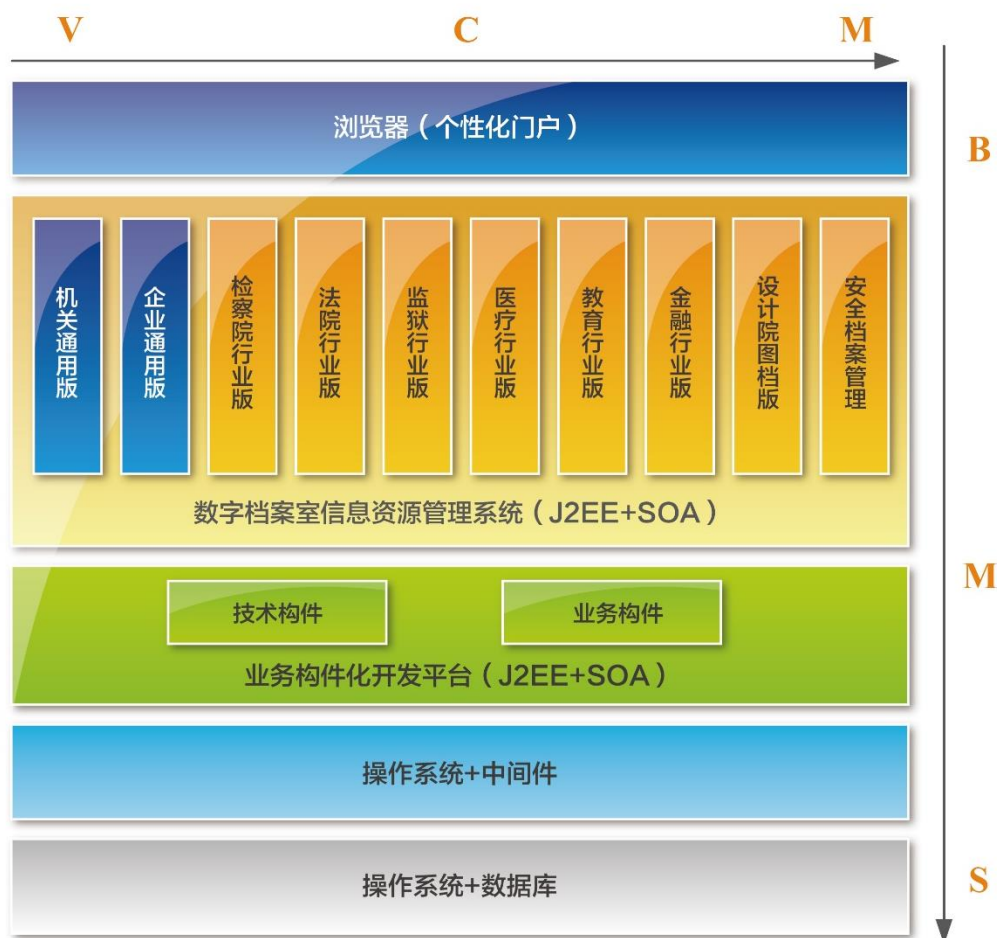 V C M
浏览器（个性化门户）
B
机关通用版
企业通用版
检察院行业版
法院行业版
监狱行业版
医疗行业版
教育行业版
金融行业版
设计院图档版
安全档案管理
数字档案室信息资源管理系统（J2EE+SOA）
M
技术构件
业务构件
业务构件化开发平台（J2EE+SOA）
操作系统+中间件
操作系统+数据库
S